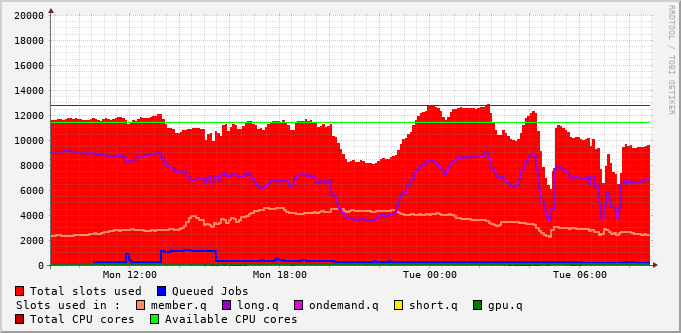 RRDTOOL / TOBI OETIKER
20000
18000
16000
14000
12000
10000
8000
6000
4000
2000
0
Mon 12:00 Mon 18:00 Tue 00:00 Tue 06:00
Total slots used Queued Jobs
Slots used in : member.q long.q ondemand.q short.q gpu.q
Total CPU cores Available CPU cores